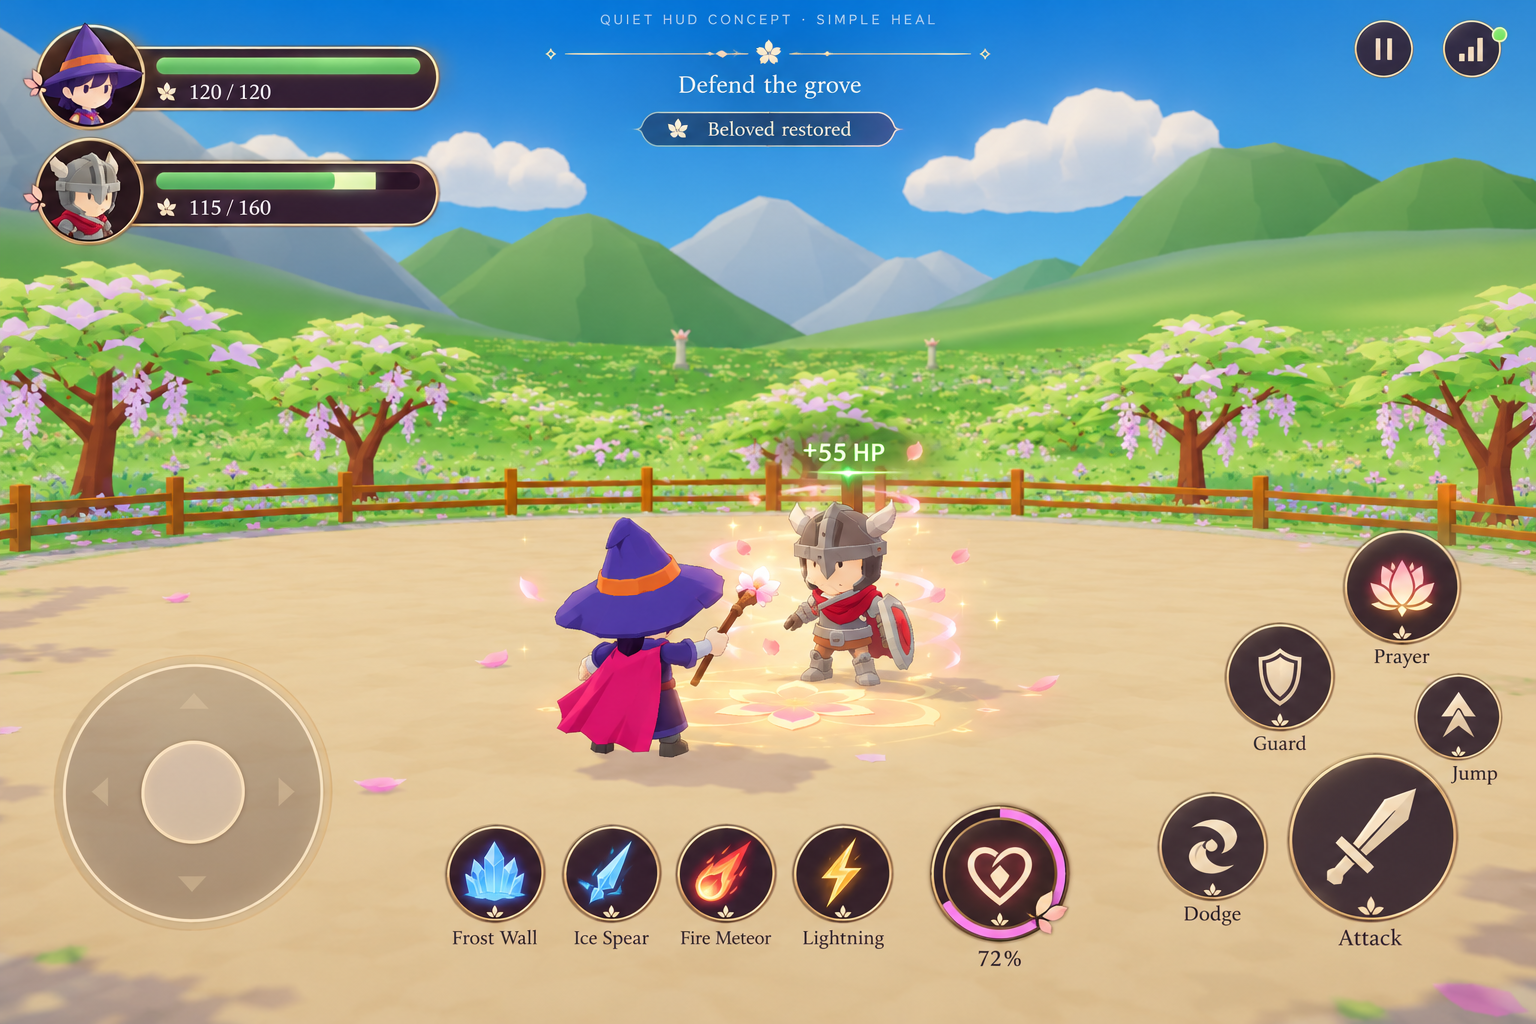 QUIET HUD CONCEPT · SIMPLE HEAL
Defend the grove
Beloved restored
120 / 120
115 / 160
+55 HP
Prayer
Guard
Jump
Dodge
Attack
Frost Wall
Ice Spear
Fire Meteor
Lightning
72%